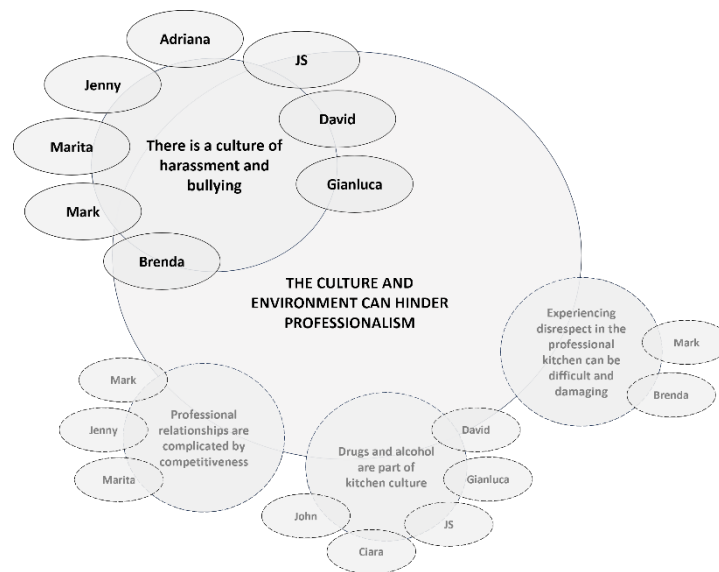 Adriana
JS
Jenny
David
Marita
There is a culture of
harassment and
bullying
Gianluca
Mark
Brenda
THE CULTURE AND
ENVIRONMENT CAN HINDER
PROFESSIONALISM
Experiencing
disrespect in the
professional
kitchen can be
difficult and
damaging
Mark
Brenda
Mark
Jenny
Marita
Professional
relationships are
complicated by
competitiveness
Drugs and alcohol
are part of
kitchen culture
David
Gianluca
JS
Ciara
John